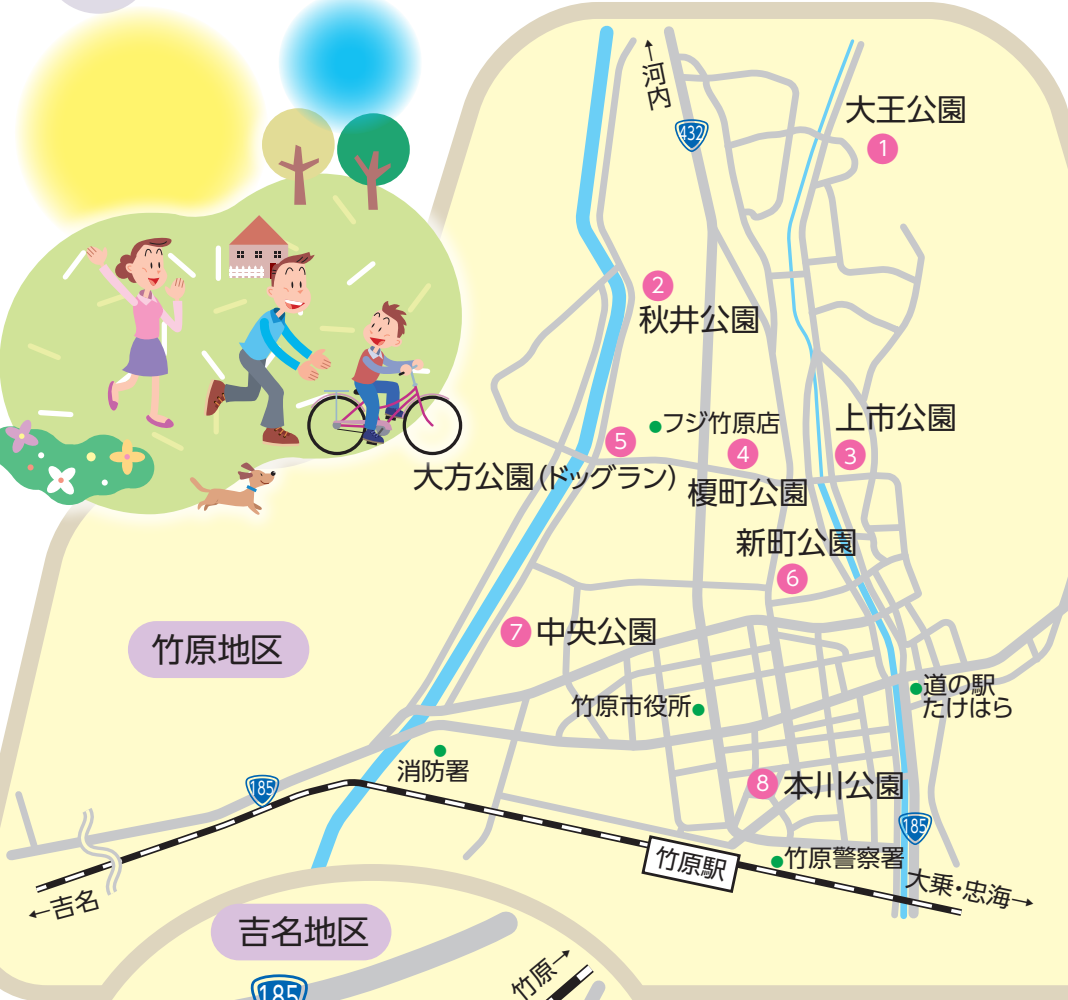 ←河内
432
大王公園
1
2
秋井公園
フジ竹原店
上市公園
5
4
3
大方公園(ドッグラン)
榎町公園
新町公園
6
7 中央公園
竹原地区
道の駅
たけはら
竹原市役所
消防署
185
8 本川公園
185
竹原駅
竹原警察署
大乗・忠海→
←吉名
吉名地区
竹原→
185